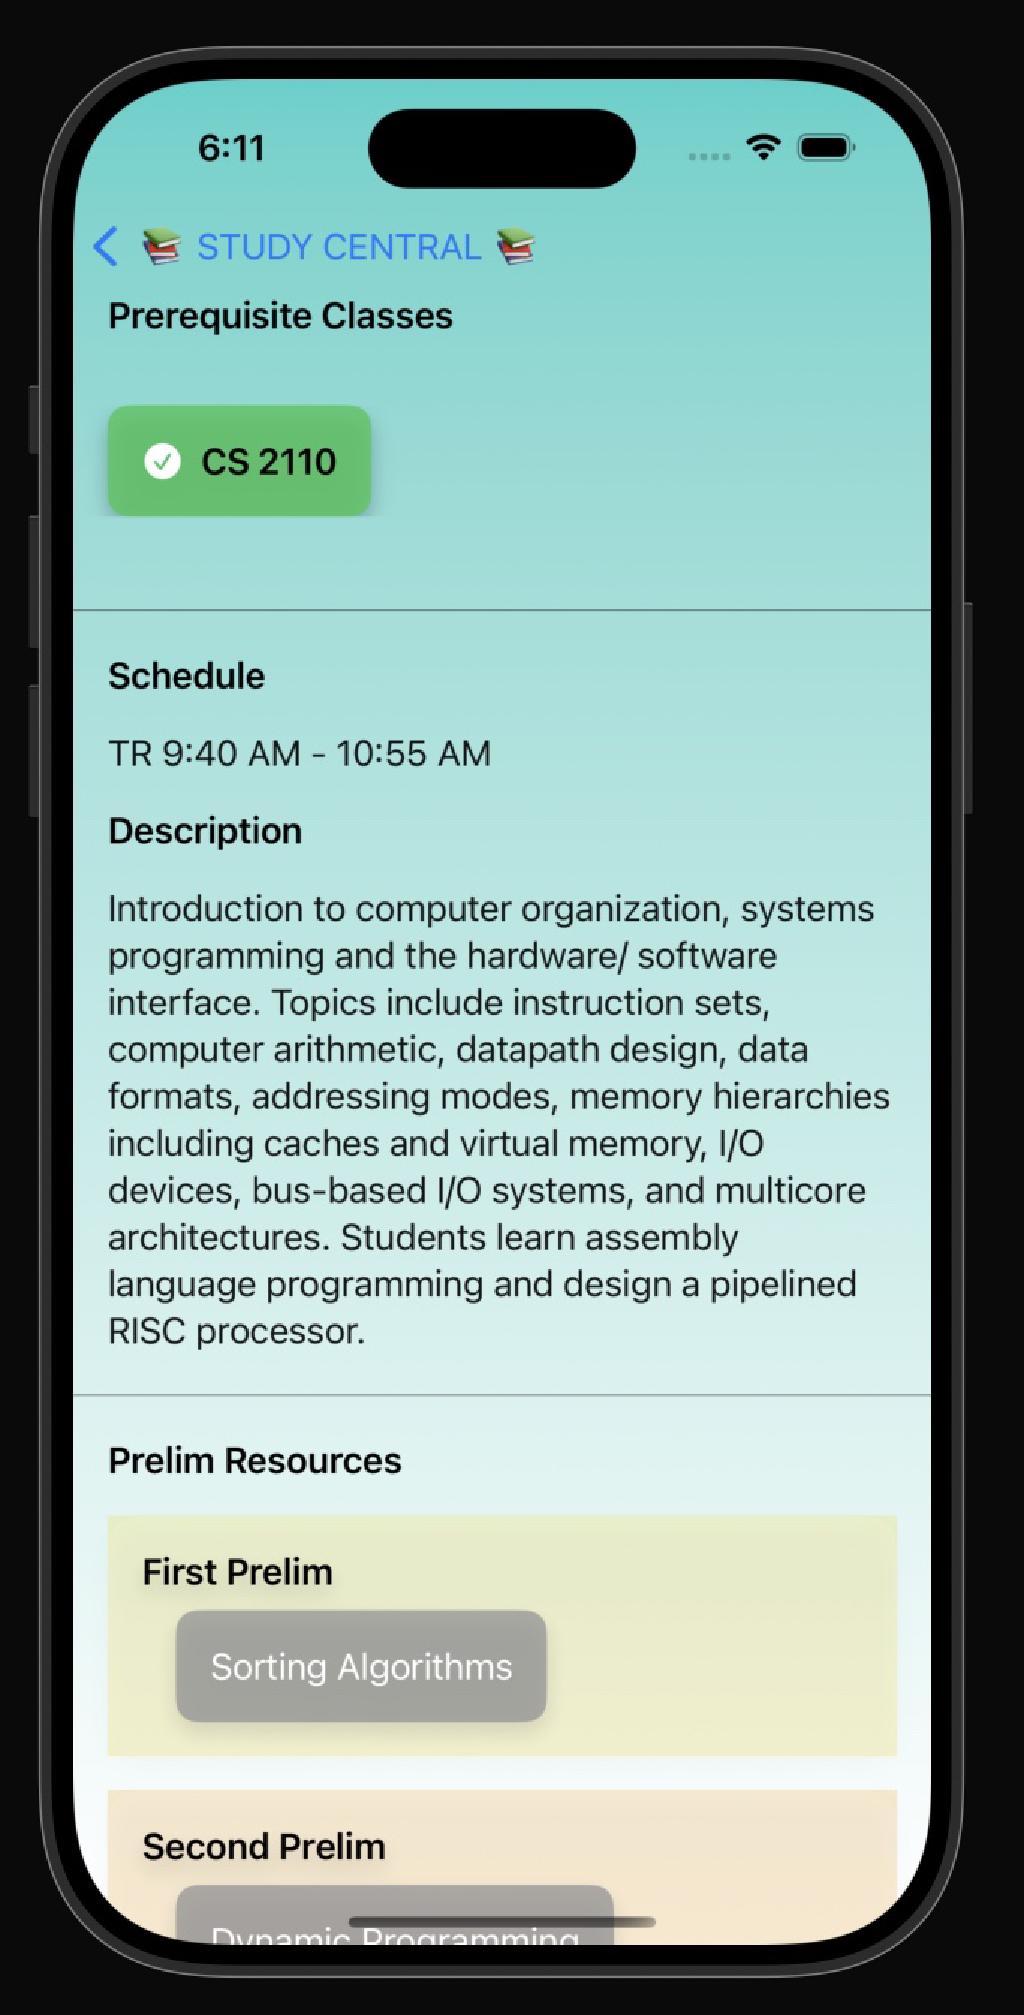 6:11
📚 STUDY CENTRAL 📚
Prerequisite Classes
CS 2110
Schedule
TR 9:40 AM - 10:55 AM
Description
Introduction to computer organization, systems
programming and the hardware/ software
interface. Topics include instruction sets,
computer arithmetic, datapath design, data
formats, addressing modes, memory hierarchies
including caches and virtual memory, I/O
devices, bus-based I/O systems, and multicore
architectures. Students learn assembly
language programming and design a pipelined
RISC processor.
Prelim Resources
First Prelim
Sorting Algorithms
Second Prelim
Dynamic Programming